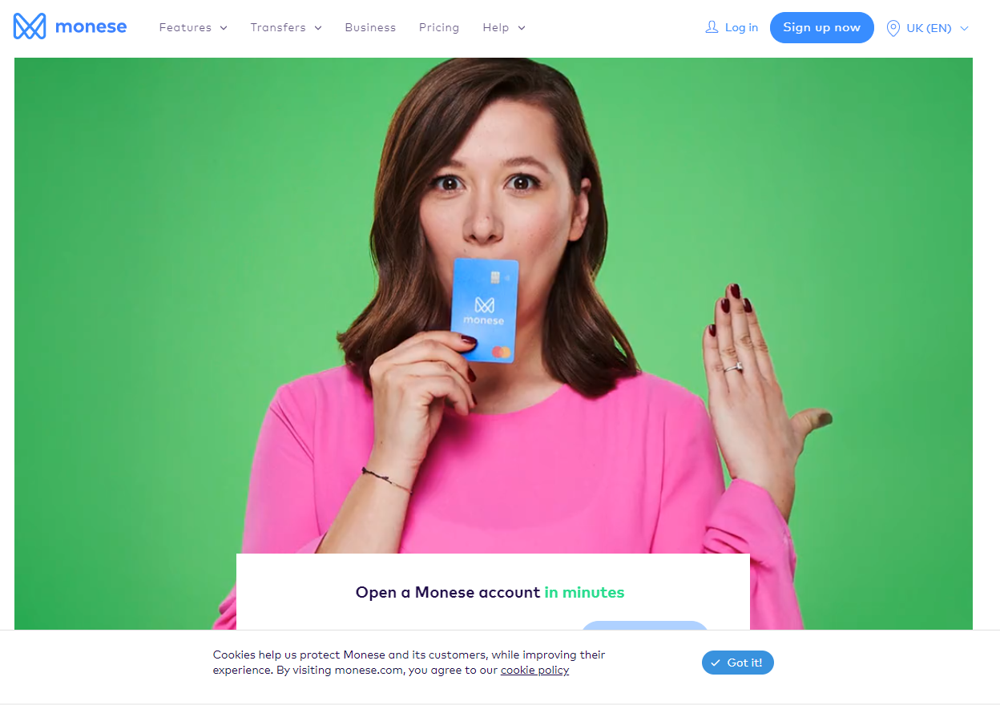 monese
Features
Transfers
Business
Pricing
Help
Log in
Sign up now
UK (EN)
monese
Open a Monese account in minutes
Cookies help us protect Monese and its customers, while improving their
experience. By visiting monese.com, you agree to our cookie policy
Got it!